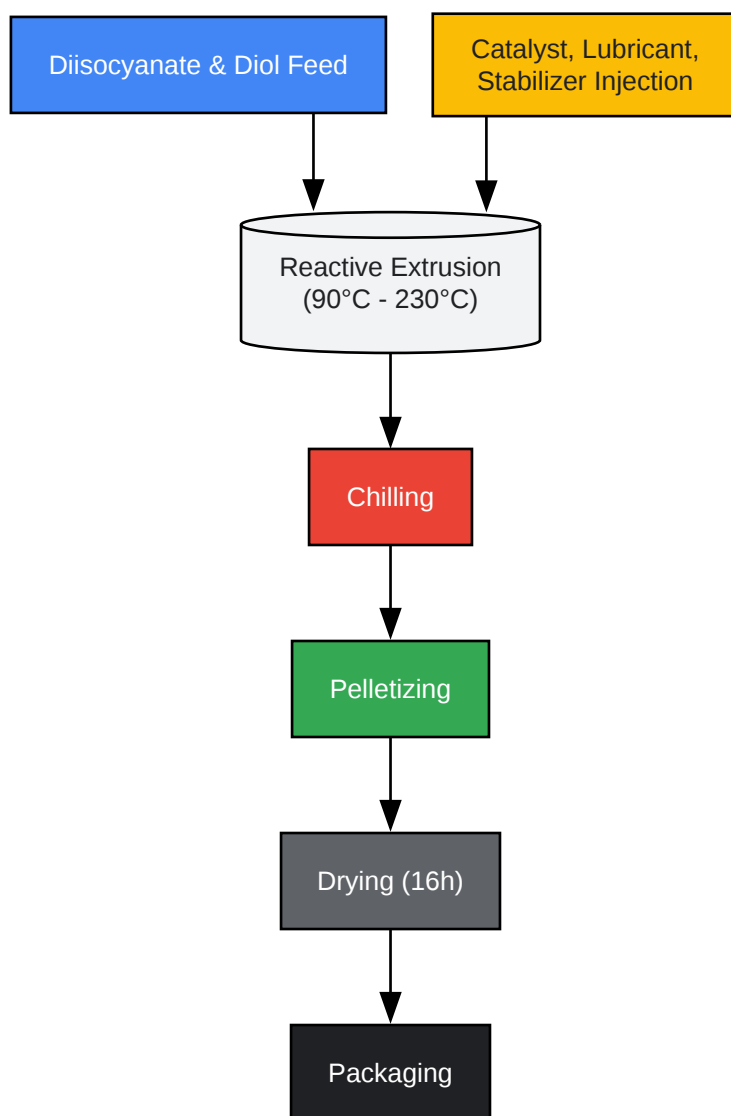 Diisocyanate & Diol Feed
Catalyst, Lubricant,
Stabilizer Injection
Reactive Extrusion
(90°C - 230°C)
Chilling
Pelletizing
Drying (16h)
Packaging